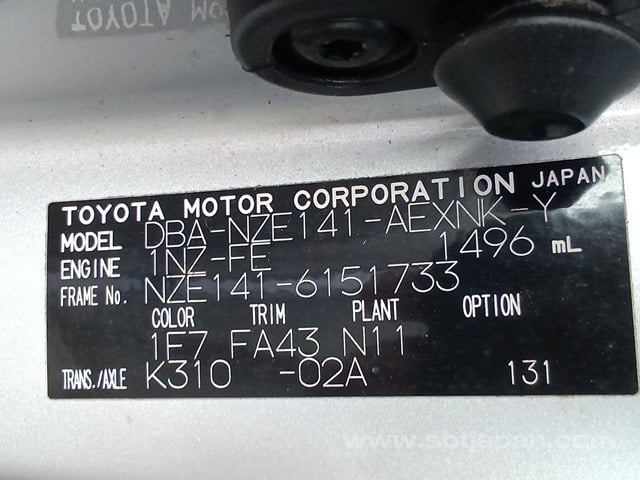 TOYOTA MOTOR CORPORATION JAPAN
MODEL DBA-NZE141-AEXNK-Y
ENGINE 1NZ-FE 1496 mL
FRAME No. NZE141-6151733
COLOR TRIM PLANT OPTION
1E7 FA43 N11
TRANS./AXLE K310 -02A 131
www.sbtjapan.com